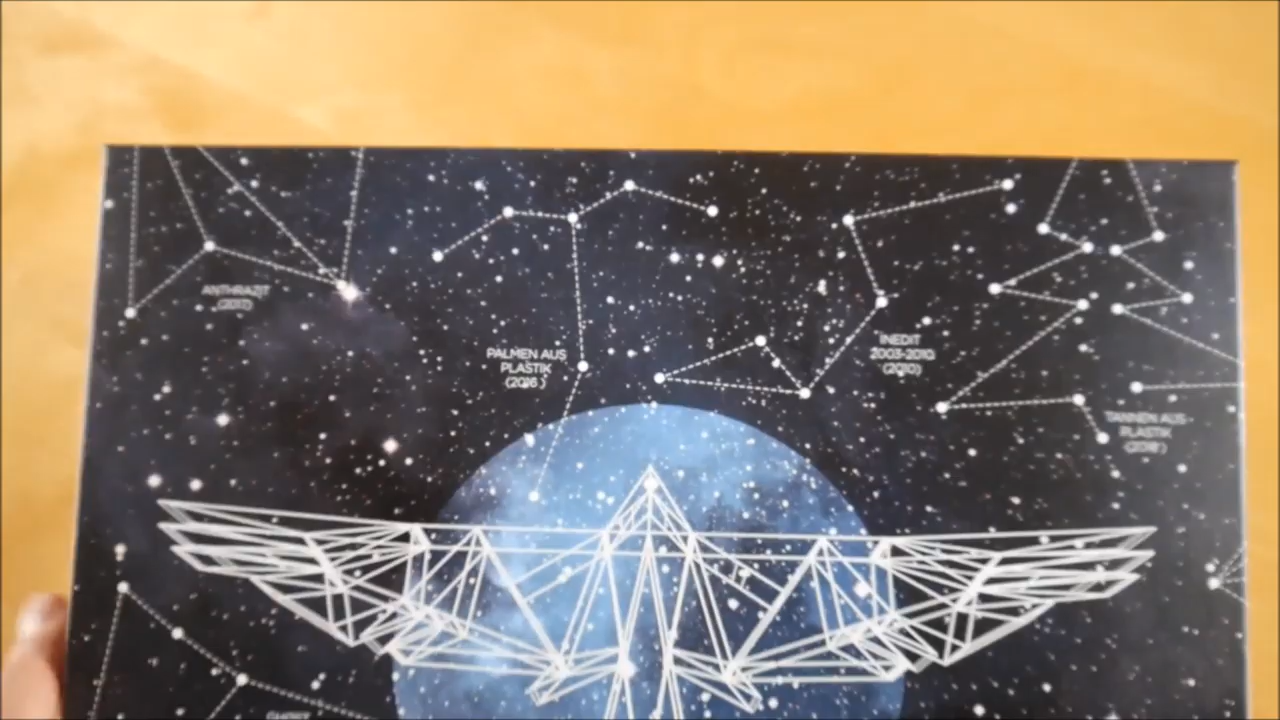 ANTHRAZIT
(2017)
PALMEN AUS
PLASTIK
(2016)
INEDIT
2003-2010
(2010)
TANNEN AUS
PLASTIK
(2018)